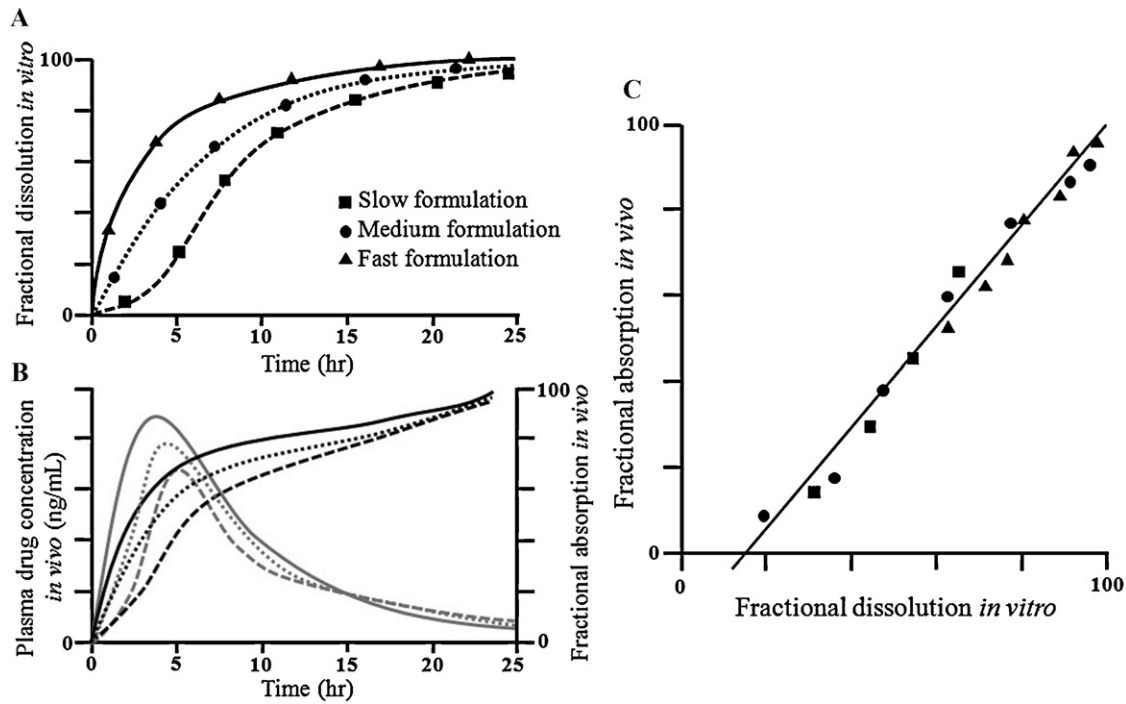 A
Fractional dissolution in vitro
100
0
Slow formulation
Medium formulation
Fast formulation
0 5 10 15 20 25
Time (hr)
B
Plasma drug concentration
in vivo (ng/mL)
0
100
0
Fractional absorption in vivo
0 5 10 15 20 25
Time (hr)
C
Fractional absorption in vivo
100
0
0 100
Fractional dissolution in vitro